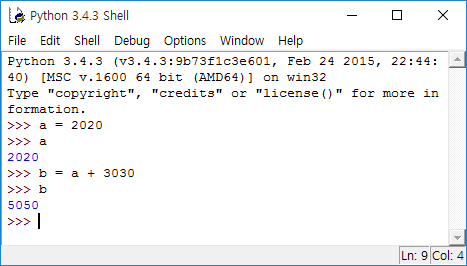 Python 3.4.3 Shell
File Edit Shell Debug Options Window Help
Python 3.4.3 (v3.4.3:9b73f1c3e601, Feb 24 2015, 22:44:
40) [MSC v.1600 64 bit (AMD64)] on win32
Type "copyright", "credits" or "license()" for more in
formation.
>>> a = 2020
>>> a
2020
>>> b = a + 3030
>>> b
5050
>>>
Ln: 9 Col: 4